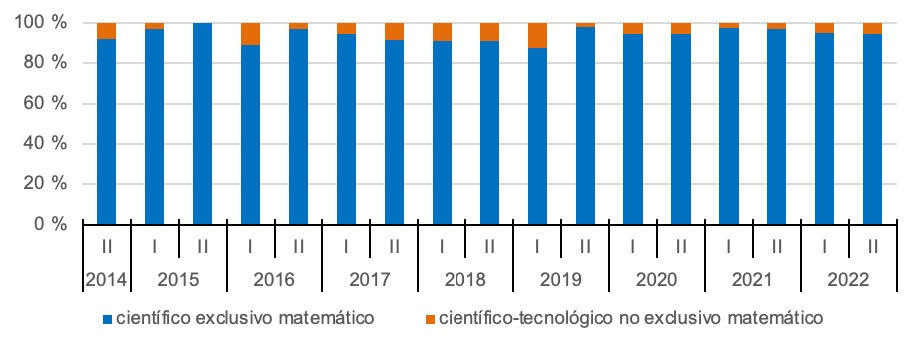 100 %
80 %
60 %
40 %
20 %
0 %
II I II I II I II I II I II I II I II I II
2014 2015 2016 2017 2018 2019 2020 2021 2022
científico exclusivo matemático científico-tecnológico no exclusivo matemático